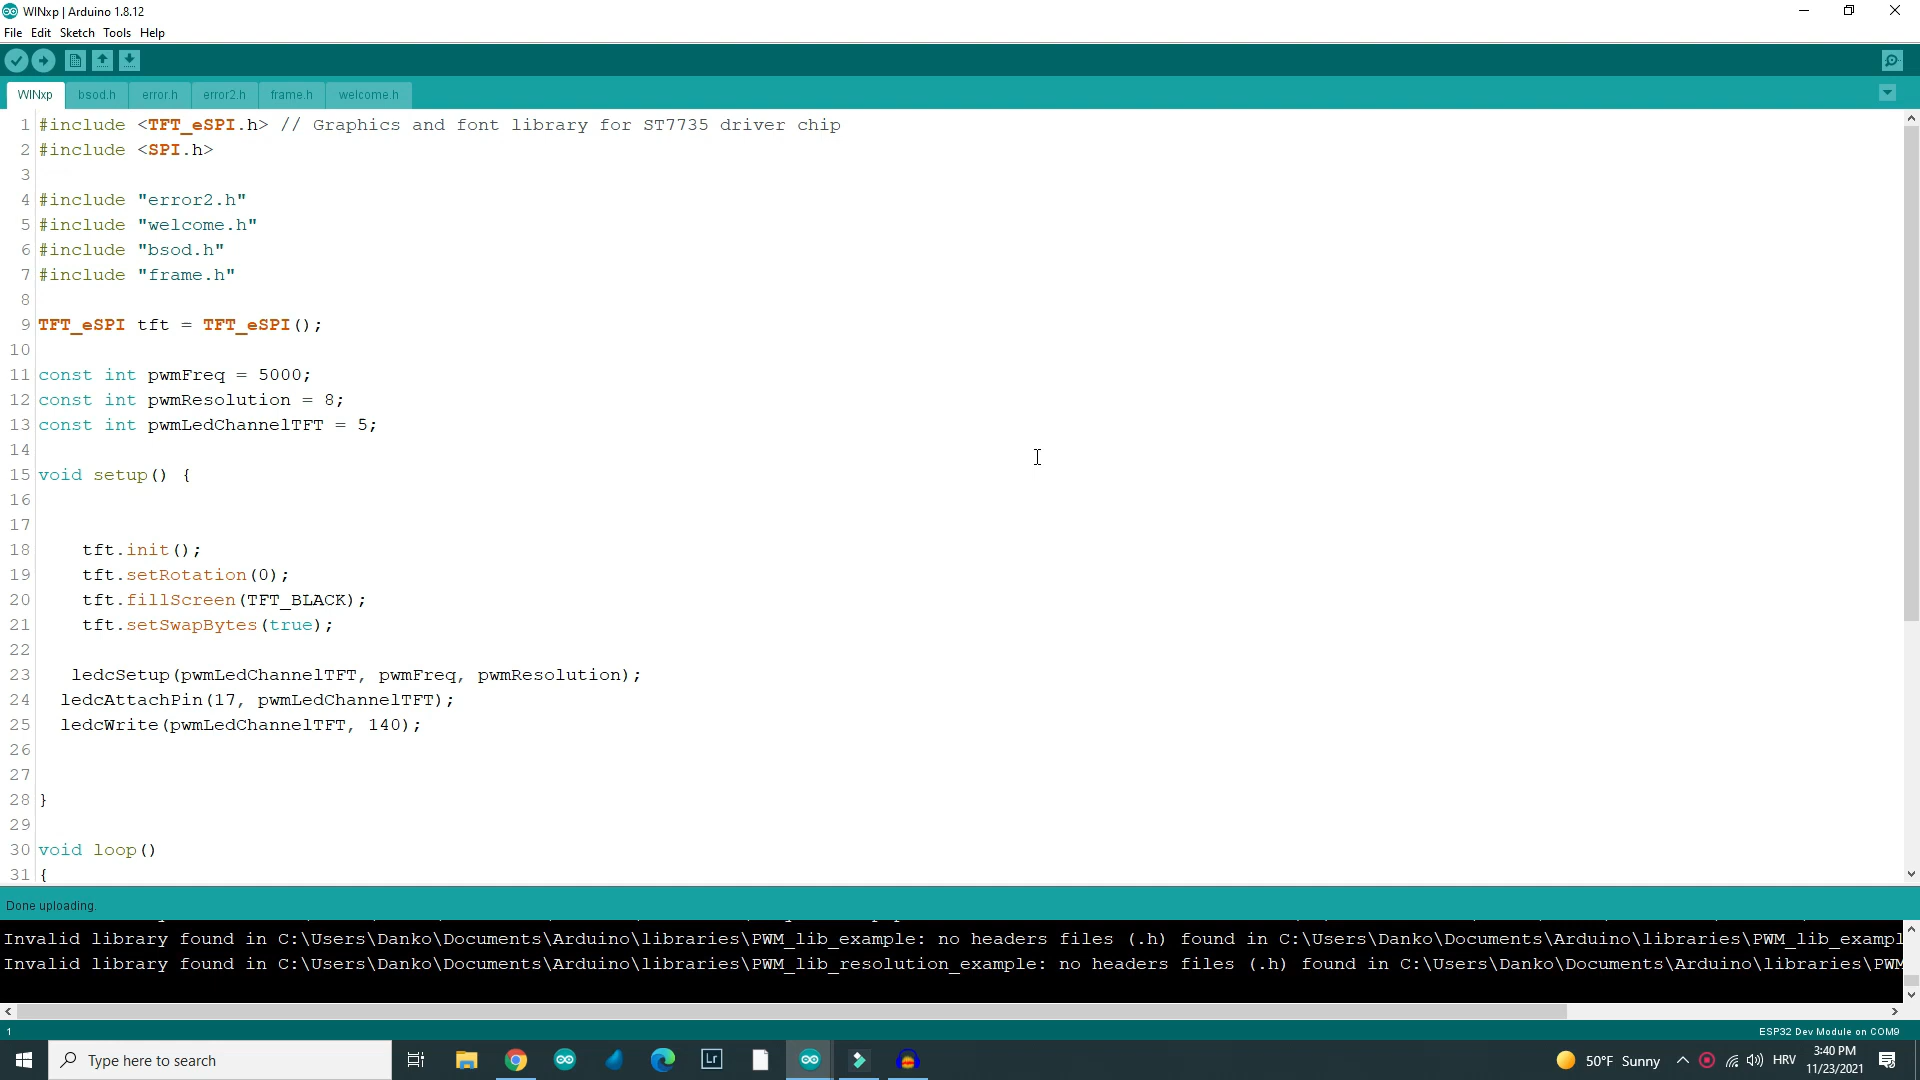 WINxp | Arduino 1.8.12
File Edit Sketch Tools Help
WINxp bsod.h error.h error2.h frame.h welcome.h
1 #include <TFT_eSPI.h> // Graphics and font library for ST7735 driver chip
2 #include <SPI.h>
3
4 #include "error2.h"
5 #include "welcome.h"
6 #include "bsod.h"
7 #include "frame.h"
8
9 TFT_eSPI tft = TFT_eSPI();
10
11 const int pwmFreq = 5000;
12 const int pwmResolution = 8;
13 const int pwmLedChannelTFT = 5;
14
15 void setup() {
16
17
18 tft.init();
19 tft.setRotation(0);
20 tft.fillScreen(TFT_BLACK);
21 tft.setSwapBytes(true);
22
23 ledcSetup(pwmLedChannelTFT, pwmFreq, pwmResolution);
24 ledcAttachPin(17, pwmLedChannelTFT);
25 ledcWrite(pwmLedChannelTFT, 140);
26
27
28 }
29
30 void loop()
31 {
Done uploading.
Invalid library found in C:\Users\Danko\Documents\Arduino\libraries\PWM_lib_example: no headers files (.h) found in C:\Users\Danko\Documents\Arduino\libraries\PWM_lib_exampl
Invalid library found in C:\Users\Danko\Documents\Arduino\libraries\PWM_lib_resolution_example: no headers files (.h) found in C:\Users\Danko\Documents\Arduino\libraries\PWM
1 ESP32 Dev Module on COM9
Type here to search Lr 50°F Sunny HRV 3:40 PM
11/23/2021